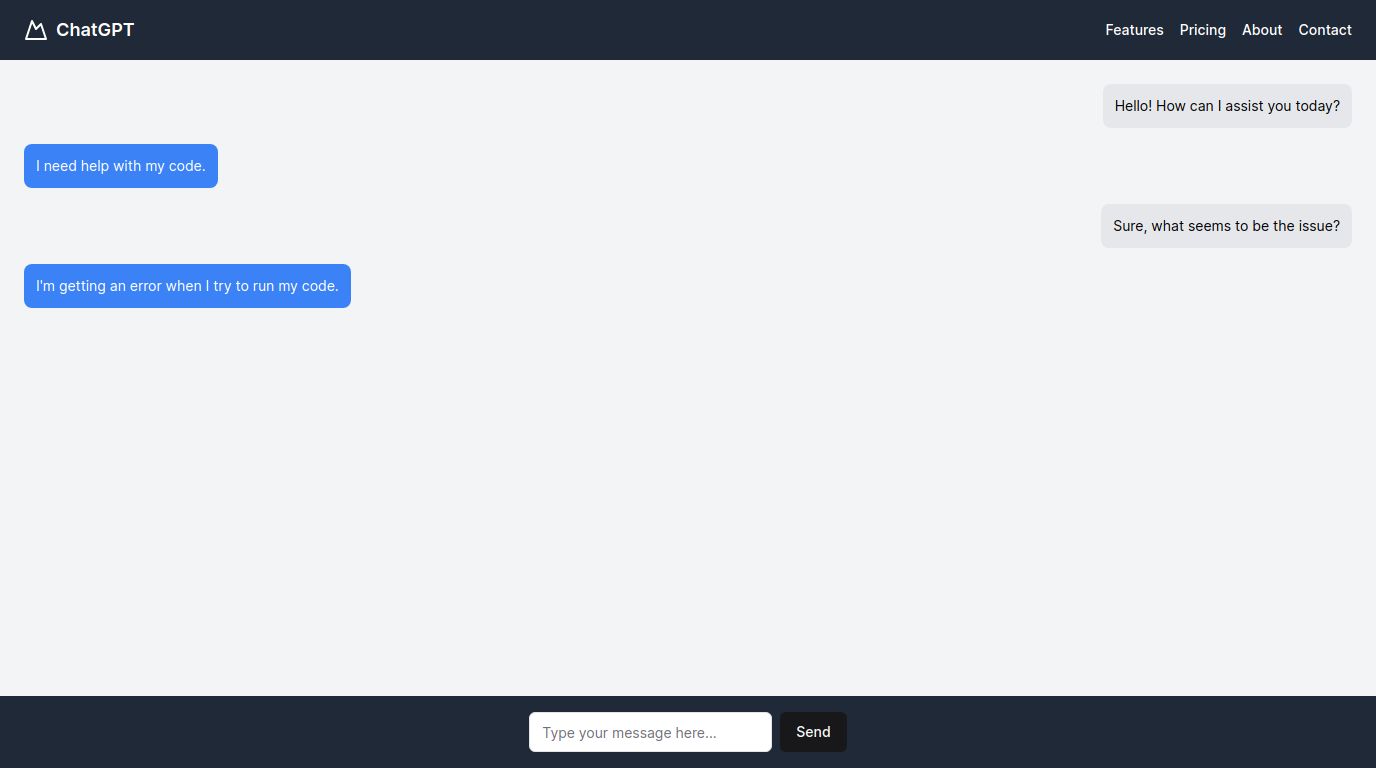 ChatGPT
Features Pricing About Contact
Hello! How can I assist you today?
I need help with my code.
Sure, what seems to be the issue?
I'm getting an error when I try to run my code.
Type your message here...
Send